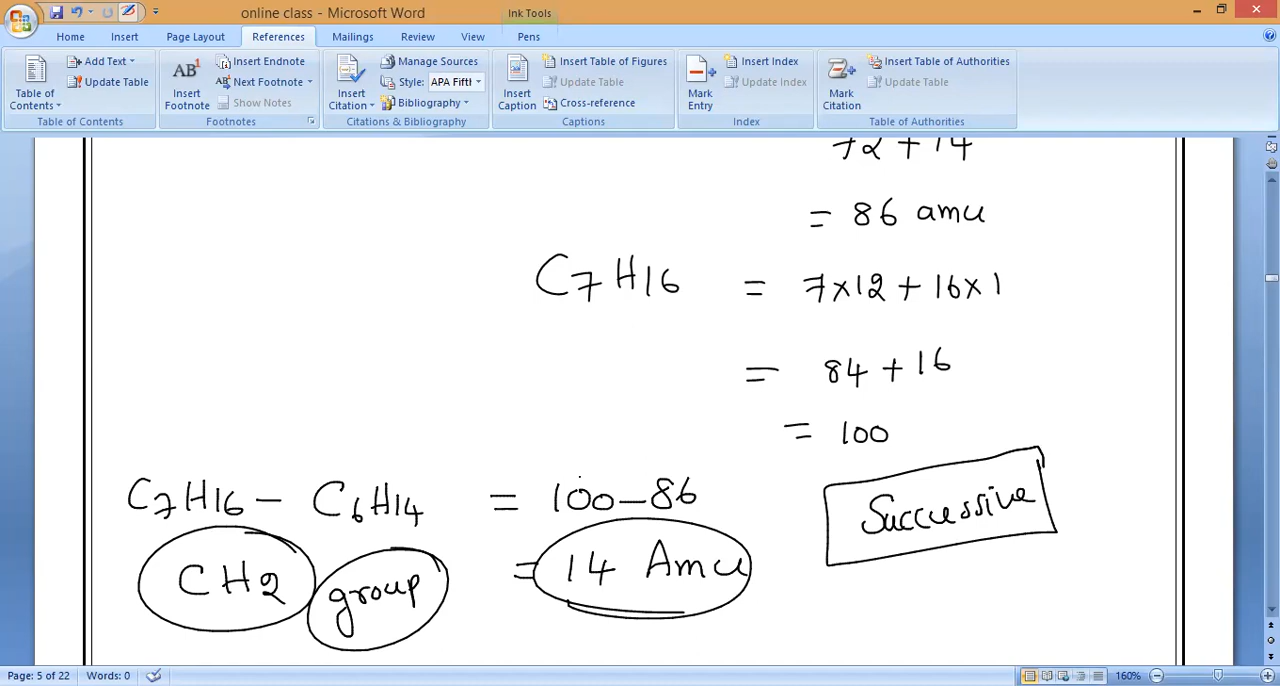 online class - Microsoft Word
Ink Tools
Home Insert Page Layout References Mailings Review View Pens
Table of Contents
Add Text
Update Table
Table of Contents
AB1
Insert Footnote
Insert Endnote
AB1 Next Footnote
Show Notes
Footnotes
Insert Citation
Manage Sources
Style: APA Fifth
Bibliography
Citations & Bibliography
Insert Caption
Insert Table of Figures
Update Table
Cross-reference
Captions
Mark Entry
Insert Index
Update Index
Index
Mark Citation
Insert Table of Authorities
Update Table
Table of Authorities
72 + 14
= 86 amu
C7H16 = 7×12 + 16×1
= 84 + 16
= 100
C7H16 - C6H14 = 100-86
Successive
CH2 group = 14 Amu
Page: 5 of 22 Words: 0 160%